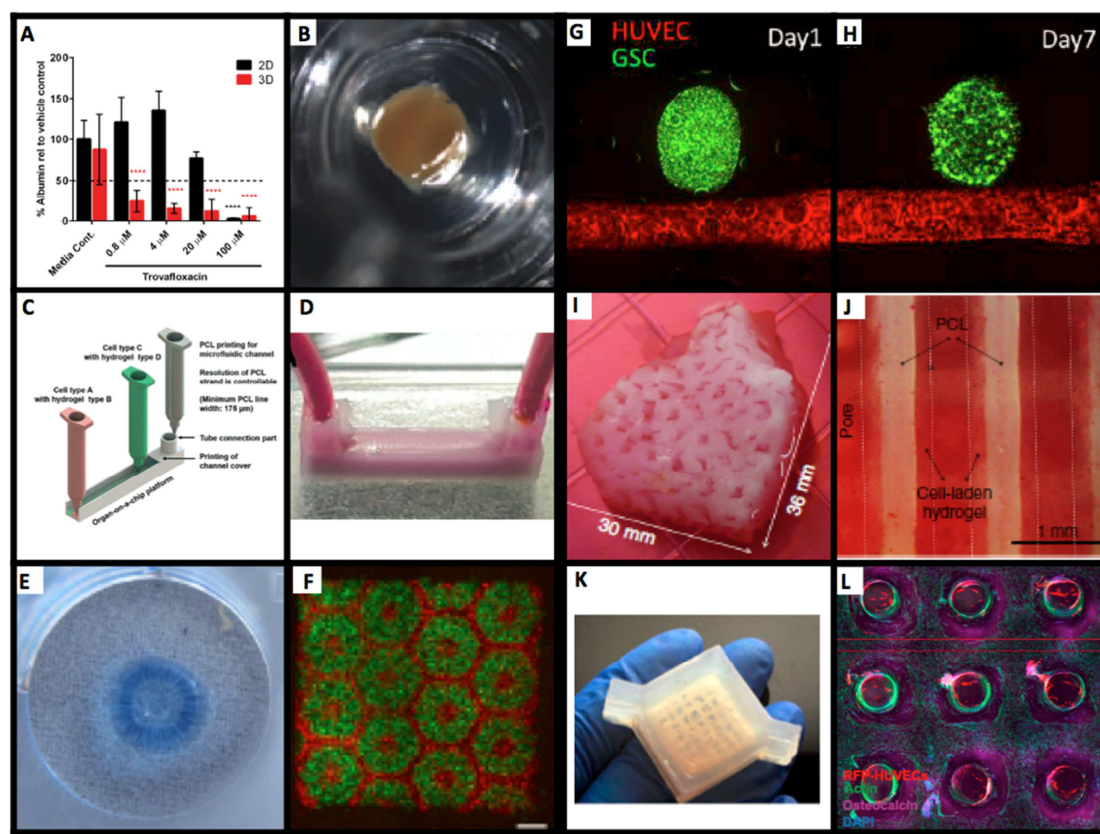 A
150
100
50
0
2D
3D
% Albumin rel to vehicle control
****
****
****
****
****
Media Cont.
0.8 µM
4 µM
20 µM
100 µM
Trovafloxacin
B
G
HUVEC
GSC
Day1
H
Day7
C
Cell type C
with hydrogel type D
Cell type A
with hydrogel type B
PCL printing for
microfluidic channel
Resolution of PCL
strand is controllable
(Minimum PCL line
width: 175 µm)
Tube connection part
Printing of
channel cover
Organ-on-a-chip platform
D
I
30 mm
36 mm
J
PCL
Pore
Cell-laden
hydrogel
1 mm
E
F
K
L
RFP-HUVECs
Actin
Osteocalcin
DAPI